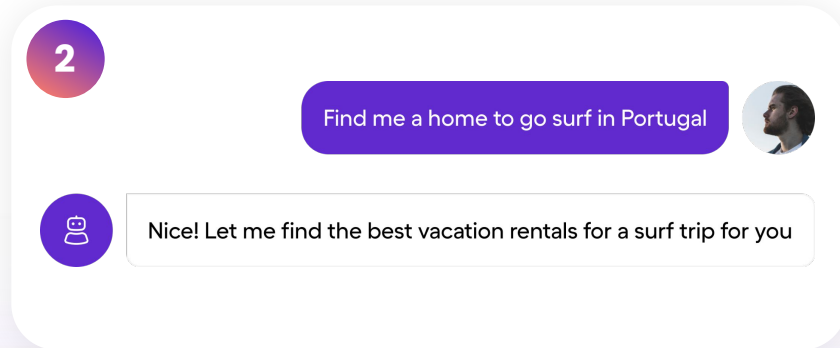 2
Find me a home to go surf in Portugal
Nice! Let me find the best vacation rentals for a surf trip for you